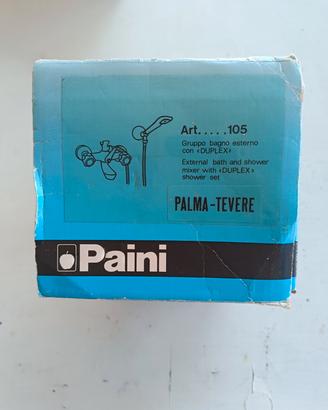 Art.....105
Gruppo bagno esterno
con «DUPLEX»
External bath and shower
mixer with «DUPLEX»
shower set
PALMA-TEVERE
Paini